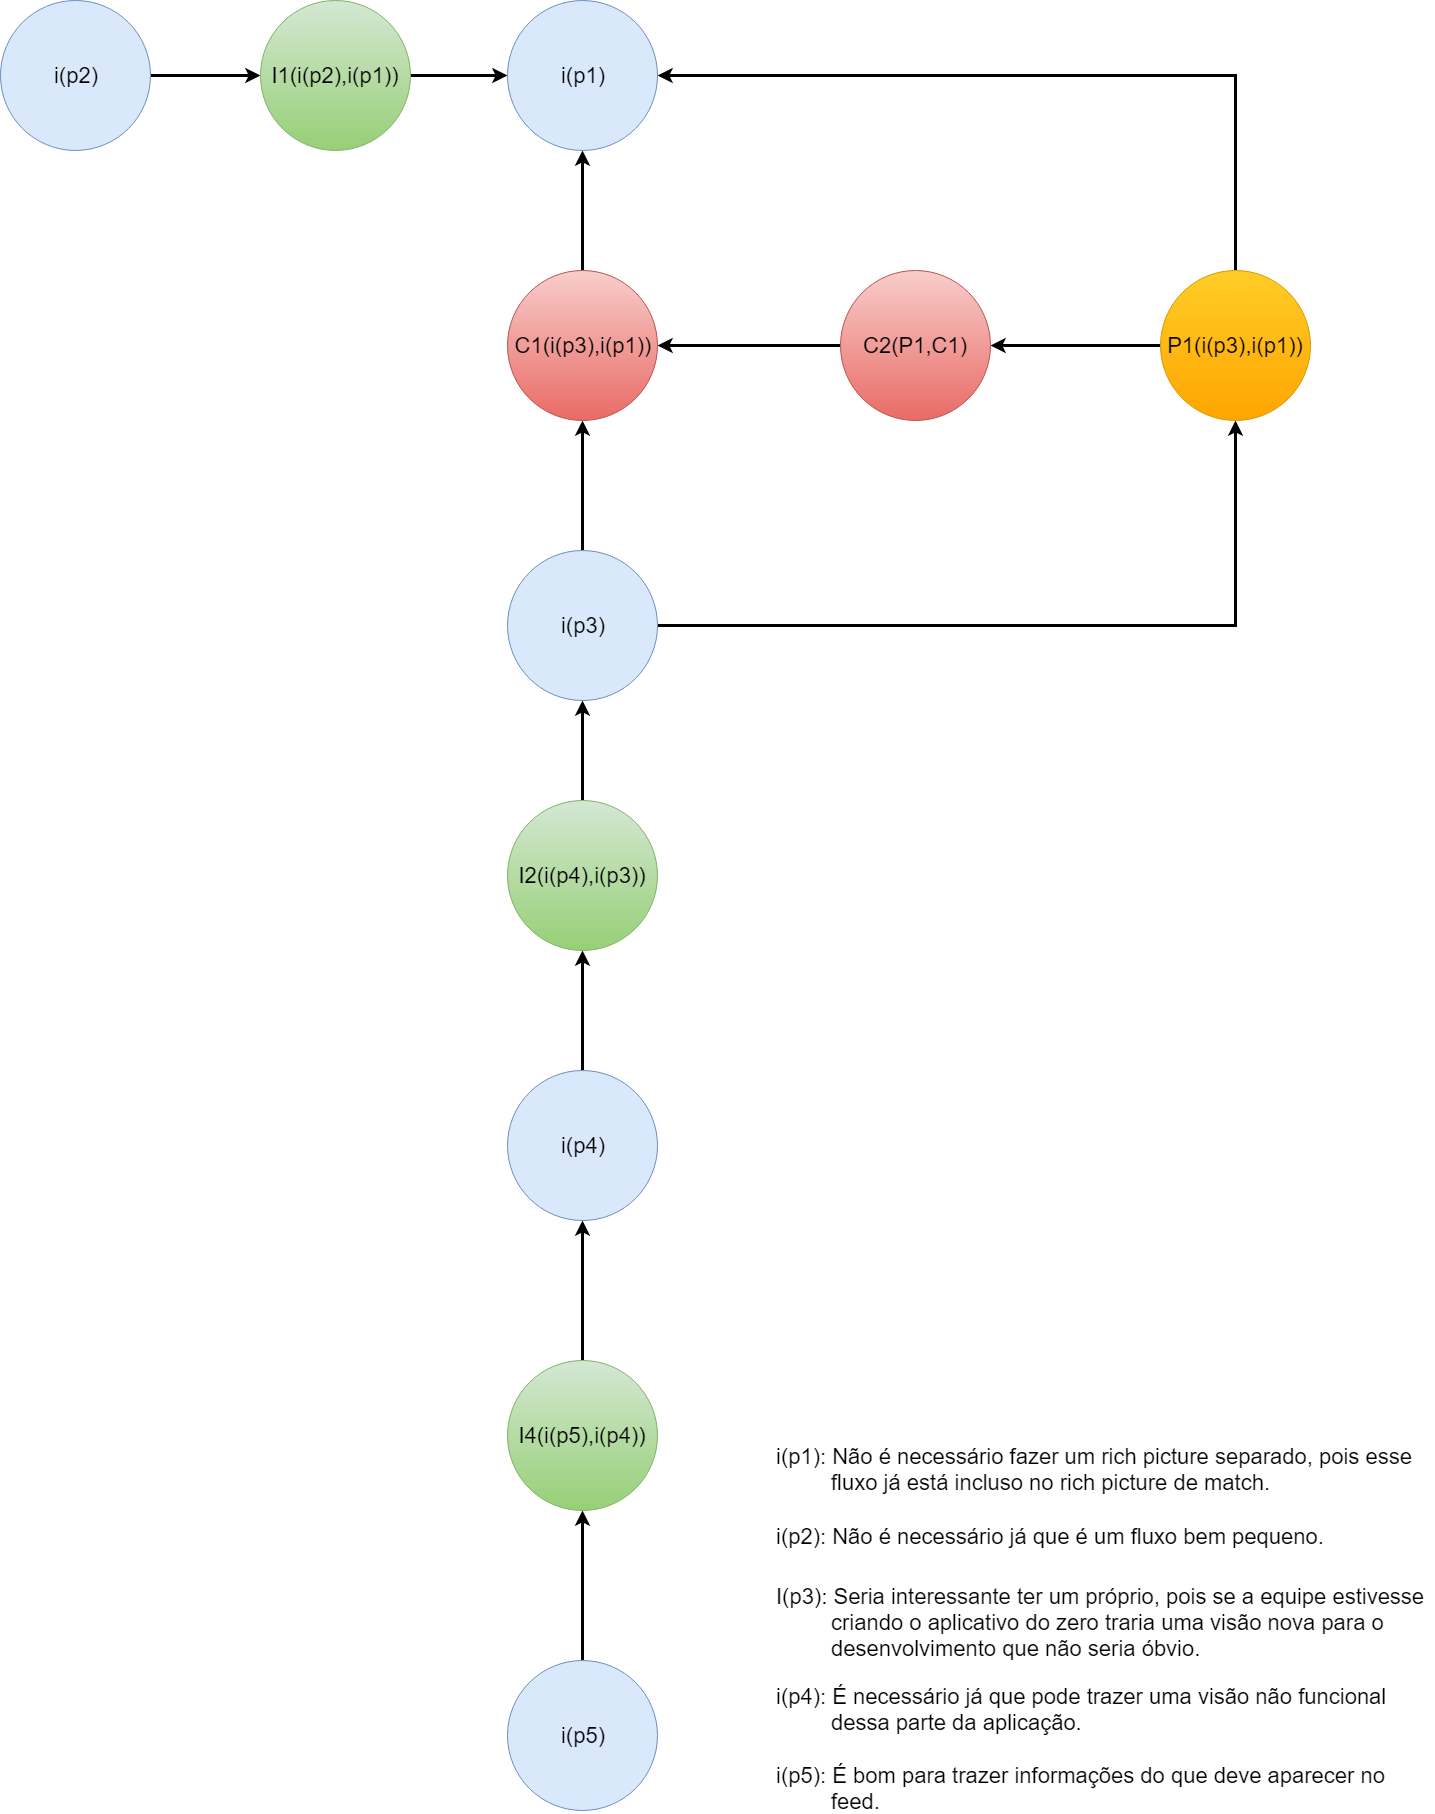 i(p2)
I1(i(p2),i(p1))
i(p1)
C1(i(p3),i(p1))
C2(P1,C1)
P1(i(p3),i(p1))
i(p3)
I2(i(p4),i(p3))
i(p4)
I4(i(p5),i(p4))
i(p5)
i(p1): Não é necessário fazer um rich picture separado, pois esse
fluxo já está incluso no rich picture de match.
i(p2): Não é necessário já que é um fluxo bem pequeno.
I(p3): Seria interessante ter um próprio, pois se a equipe estivesse
criando o aplicativo do zero traria uma visão nova para o
desenvolvimento que não seria óbvio.
i(p4): É necessário já que pode trazer uma visão não funcional
dessa parte da aplicação.
i(p5): É bom para trazer informações do que deve aparecer no
feed.